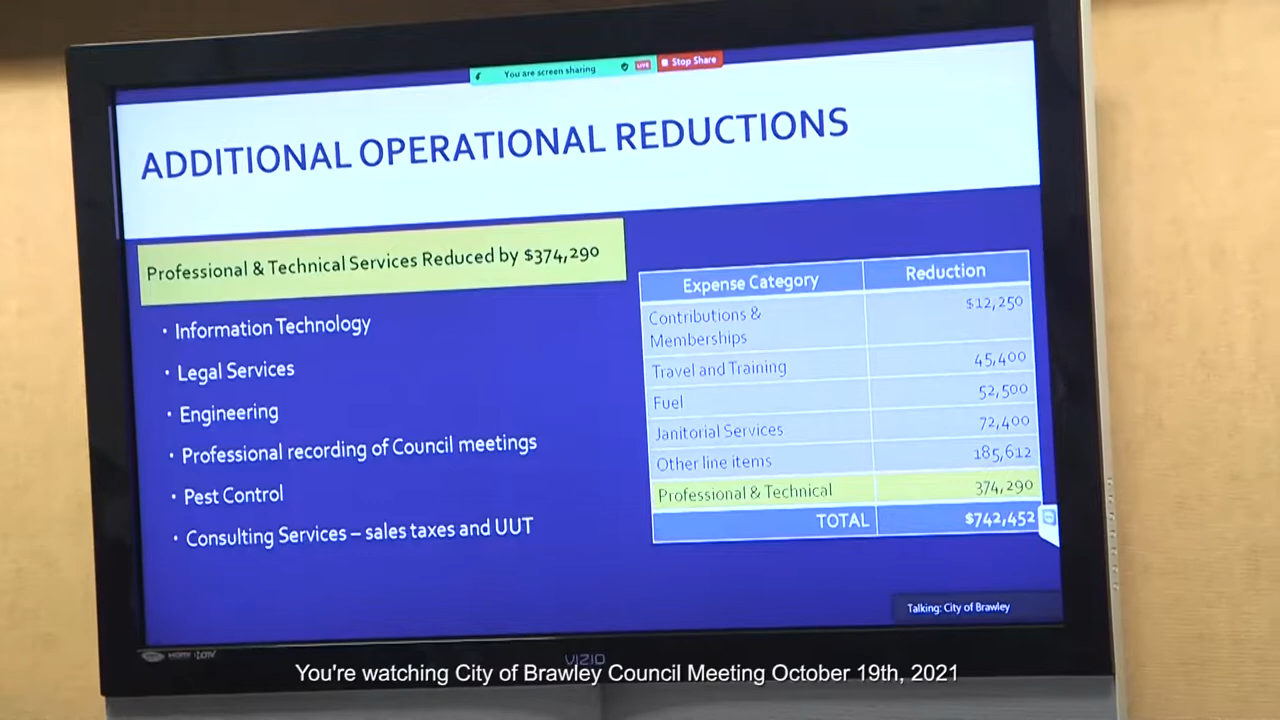 You are screen sharing LIVE Stop Share
ADDITIONAL OPERATIONAL REDUCTIONS
Professional & Technical Services Reduced by $374,290
• Information Technology
• Legal Services
• Engineering
• Professional recording of Council meetings
• Pest Control
• Consulting Services – sales taxes and UUT
Expense Category Reduction
Contributions & $12,250
Memberships
Travel and Training 45,400
Fuel 52,500
Janitorial Services 72,400
Other line items 185,612
Professional & Technical 374,290
TOTAL $742,452
Talking: City of Brawley
HDMI
VIZIO
You're watching City of Brawley Council Meeting October 19th, 2021